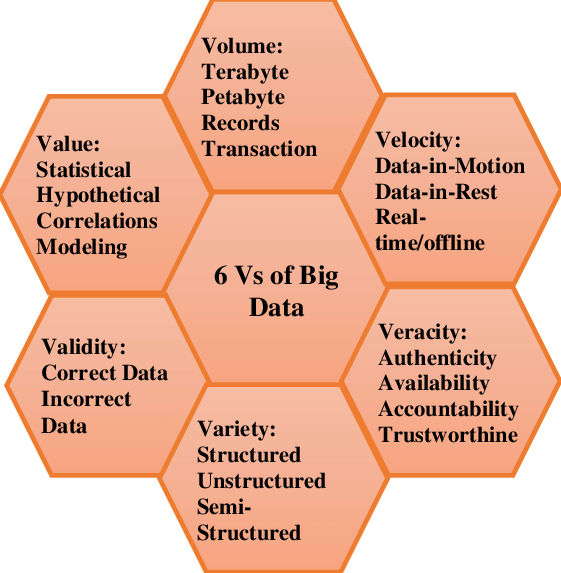 Volume:
Terabyte
Petabyte
Records
Transaction
Velocity:
Data-in-Motion
Data-in-Rest
Real-
time/offline
Value:
Statistical
Hypothetical
Correlations
Modeling
6 Vs of Big
Data
Veracity:
Authenticity
Availability
Accountability
Trustworthine
Validity:
Correct Data
Incorrect
Data
Variety:
Structured
Unstructured
Semi-
Structured